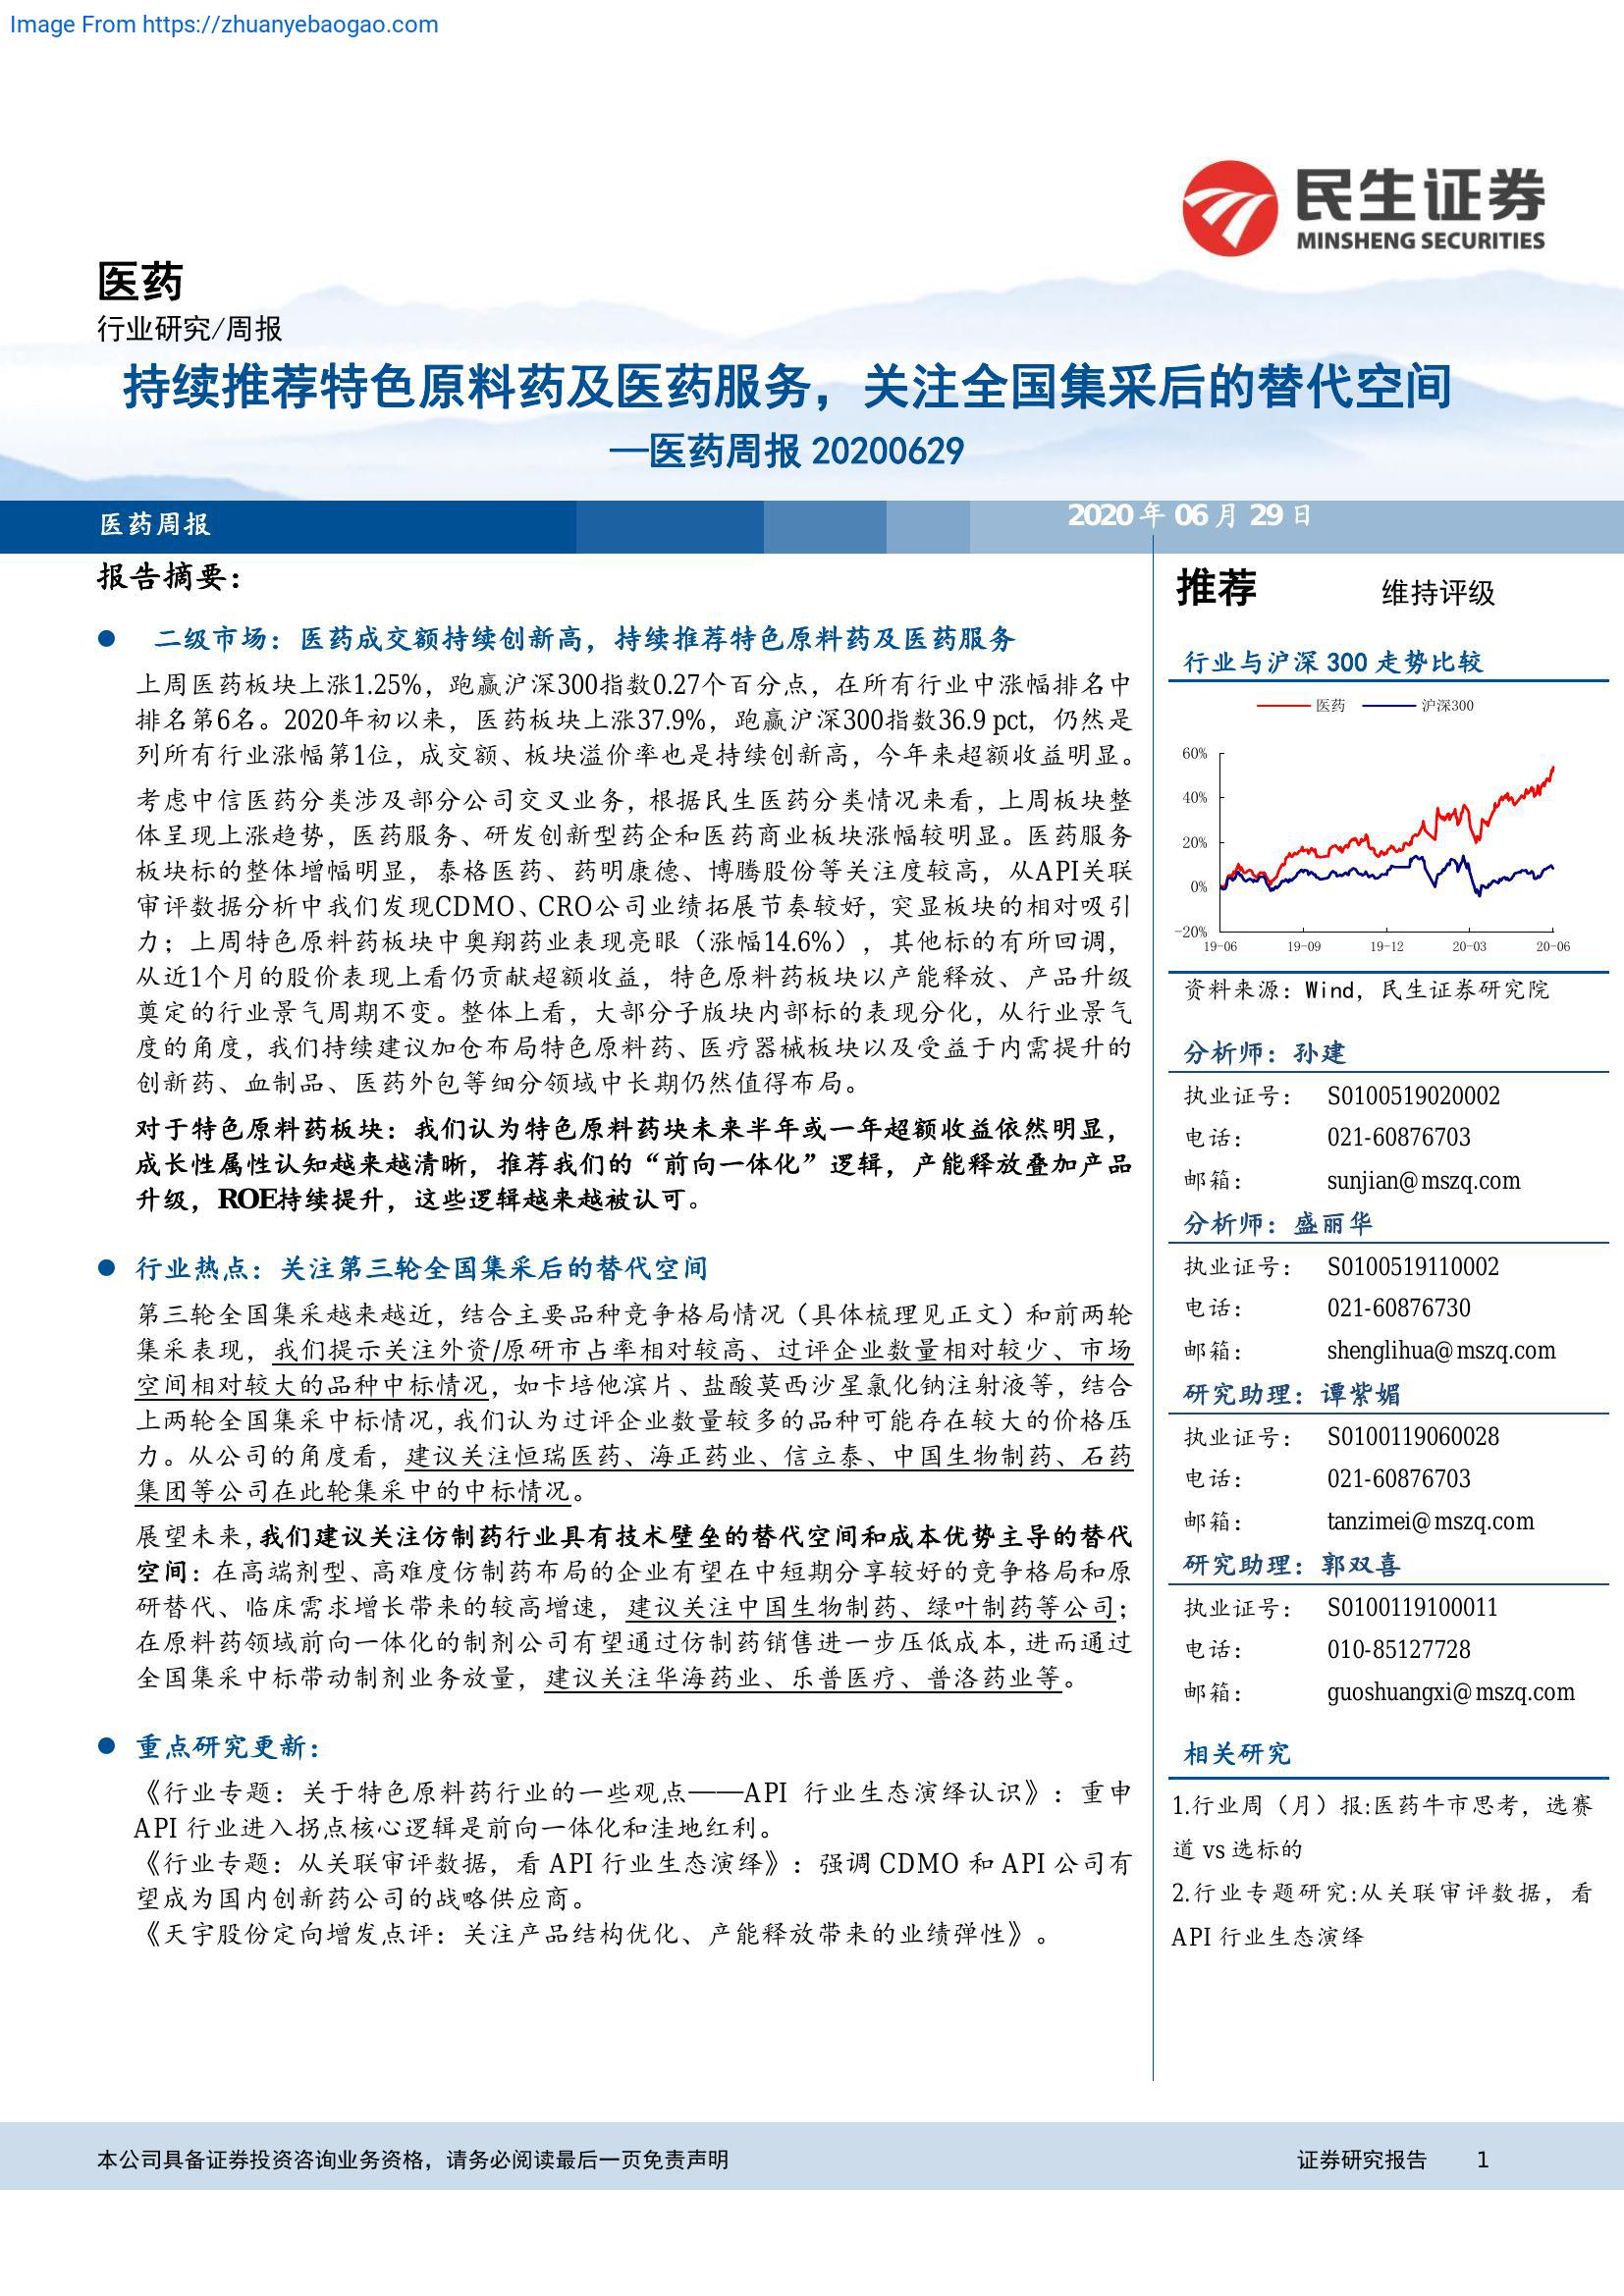 Image From https://zhuanyebaogao.com
民生证券
MINSHENG SECURITIES
医药
行业研究/周报
持续推荐特色原料药及医药服务，关注全国集采后的替代空间
—医药周报 20200629
医药周报
2020 年 06 月 29 日
报告摘要：
● 二级市场：医药成交额持续创新高，持续推荐特色原料药及医药服务
上周医药板块上涨1.25%，跑赢沪深300指数0.27个百分点，在所有行业中涨幅排名中
排名第6名。2020年初以来，医药板块上涨37.9%，跑赢沪深300指数36.9 pct，仍然是
列所有行业涨幅第1位，成交额、板块溢价率也是持续创新高，今年来超额收益明显。
考虑中信医药分类涉及部分公司交叉业务，根据民生医药分类情况来看，上周板块整
体呈现上涨趋势，医药服务、研发创新型药企和医药商业板块涨幅较明显。医药服务
板块标的整体增幅明显，泰格医药、药明康德、博腾股份等关注度较高，从API关联
审评数据分析中我们发现CDMO、CRO公司业绩拓展节奏较好，突显板块的相对吸引
力；上周特色原料药板块中奥翔药业表现亮眼（涨幅14.6%），其他标的有所回调，
从近1个月的股价表现上看仍贡献超额收益，特色原料药板块以产能释放、产品升级
奠定的行业景气周期不变。整体上看，大部分子版块内部标的表现分化，从行业景气
度的角度，我们持续建议加仓布局特色原料药、医疗器械板块以及受益于内需提升的
创新药、血制品、医药外包等细分领域中长期仍然值得布局。
对于特色原料药板块：我们认为特色原料药块未来半年或一年超额收益依然明显，
成长性属性认知越来越清晰，推荐我们的“前向一体化”逻辑，产能释放叠加产品
升级，ROE持续提升，这些逻辑越来越被认可。
● 行业热点：关注第三轮全国集采后的替代空间
第三轮全国集采越来越近，结合主要品种竞争格局情况（具体梳理见正文）和前两轮
集采表现，我们提示关注外资/原研市占率相对较高、过评企业数量相对较少、市场
空间相对较大的品种中标情况，如卡培他滨片、盐酸莫西沙星氯化钠注射液等，结合
上两轮全国集采中标情况，我们认为过评企业数量较多的品种可能存在较大的价格压
力。从公司的角度看，建议关注恒瑞医药、海正药业、信立泰、中国生物制药、石药
集团等公司在此轮集采中的中标情况。
展望未来，我们建议关注仿制药行业具有技术壁垒的替代空间和成本优势主导的替代
空间：在高端剂型、高难度仿制药布局的企业有望在中短期分享较好的竞争格局和原
研替代、临床需求增长带来的较高增速，建议关注中国生物制药、绿叶制药等公司；
在原料药领域前向一体化的制剂公司有望通过仿制药销售进一步压低成本，进而通过
全国集采中标带动制剂业务放量，建议关注华海药业、乐普医疗、普洛药业等。
● 重点研究更新：
《行业专题：关于特色原料药行业的一些观点——API 行业生态演绎认识》：重申
API 行业进入拐点核心逻辑是前向一体化和洼地红利。
《行业专题：从关联审评数据，看 API 行业生态演绎》：强调 CDMO 和 API 公司有
望成为国内创新药公司的战略供应商。
《天宇股份定向增发点评：关注产品结构优化、产能释放带来的业绩弹性》。
推荐 维持评级
行业与沪深 300 走势比较
医药 沪深300
60%
40%
20%
0%
-20%
19-06 19-09 19-12 20-03 20-06
资料来源：Wind，民生证券研究院
分析师：孙建
执业证号： S0100519020002
电话： 021-60876703
邮箱： sunjian@mszq.com
分析师：盛丽华
执业证号： S0100519110002
电话： 021-60876730
邮箱： shenglihua@mszq.com
研究助理：谭紫媚
执业证号： S0100119060028
电话： 021-60876703
邮箱： tanzimei@mszq.com
研究助理：郭双喜
执业证号： S0100119100011
电话： 010-85127728
邮箱： guoshuangxi@mszq.com
相关研究
1.行业周（月）报:医药牛市思考，选赛
道 vs 选标的
2.行业专题研究:从关联审评数据，看
API 行业生态演绎
本公司具备证券投资咨询业务资格，请务必阅读最后一页免责声明
证券研究报告 1